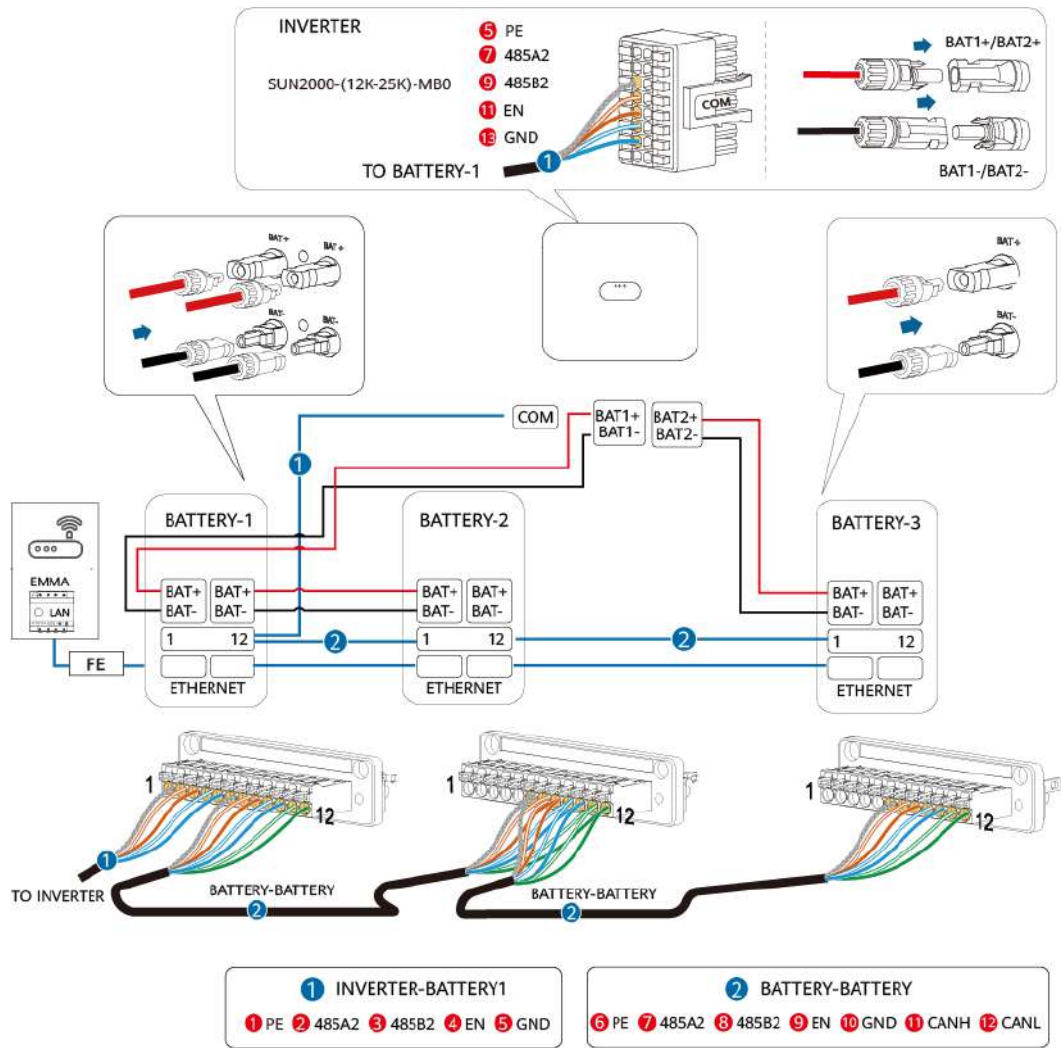 INVERTER
SUN2000-(12K-25K)-MB0
5 PE
7 485A2
9 485B2
11 EN
13 GND
TO BATTERY-1
1
COM
BAT1+/BAT2+
BAT1-/BAT2-
BAT+
BAT+
BAT-
BAT-
BAT+
BAT-
COM
BAT1+
BAT1-
BAT2+
BAT2-
1
BATTERY-1
BATTERY-2
BATTERY-3
EMMA
LAN
FE
BAT+ BAT+
BAT- BAT-
1 12
ETHERNET
2
BAT+ BAT+
BAT- BAT-
1 12
ETHERNET
2
BAT+ BAT+
BAT- BAT-
1 12
ETHERNET
1
12
1
12
1
12
1
TO INVERTER
BATTERY-BATTERY
2
BATTERY-BATTERY
2
1 INVERTER-BATTERY1
1 PE 2 485A2 3 485B2 4 EN 5 GND
2 BATTERY-BATTERY
6 PE 7 485A2 8 485B2 9 EN 10 GND 11 CANH 12 CANL